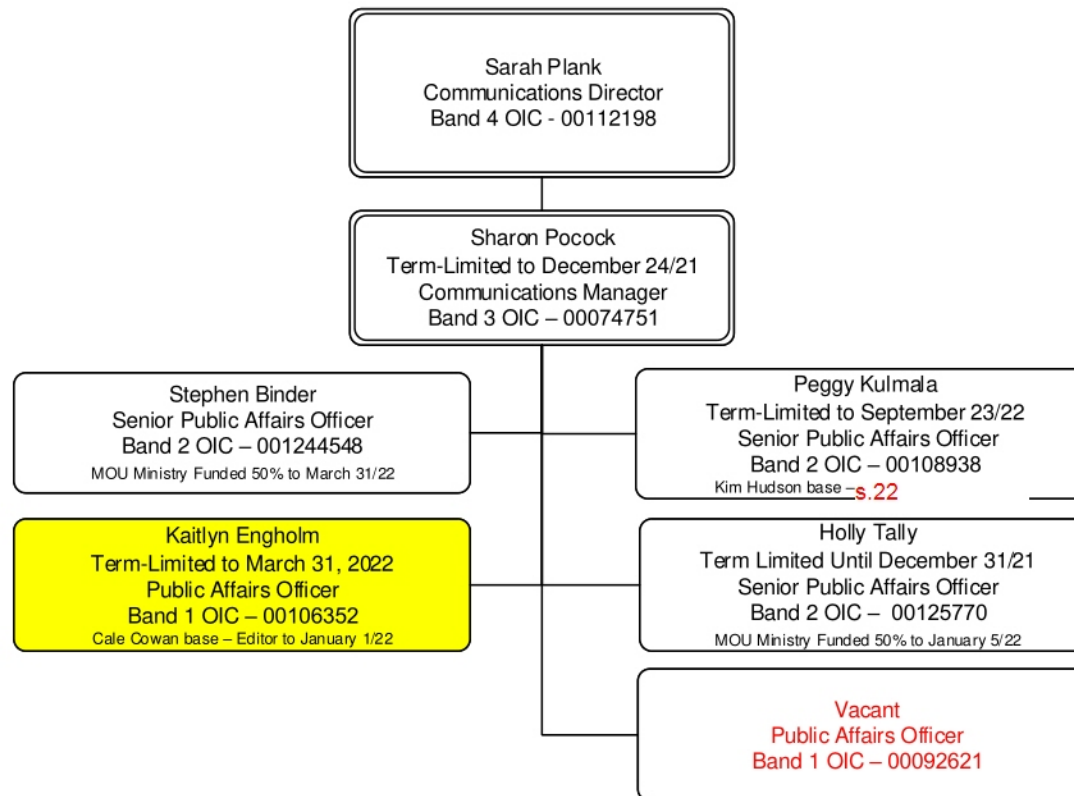 Sarah Plank
Communications Director
Band 4 OIC - 00112198
Sharon Pocock
Term-Limited to December 24/21
Communications Manager
Band 3 OIC – 00074751
Stephen Binder
Senior Public Affairs Officer
Band 2 OIC – 001244548
MOU Ministry Funded 50% to March 31/22
Peggy Kulmala
Term-Limited to September 23/22
Senior Public Affairs Officer
Band 2 OIC – 00108938
Kim Hudson base – s.22
Kaitlyn Engholm
Term-Limited to March 31, 2022
Public Affairs Officer
Band 1 OIC – 00106352
Cale Cowan base – Editor to January 1/22
Holly Tally
Term Limited Until December 31/21
Senior Public Affairs Officer
Band 2 OIC – 00125770
MOU Ministry Funded 50% to January 5/22
Vacant
Public Affairs Officer
Band 1 OIC – 00092621